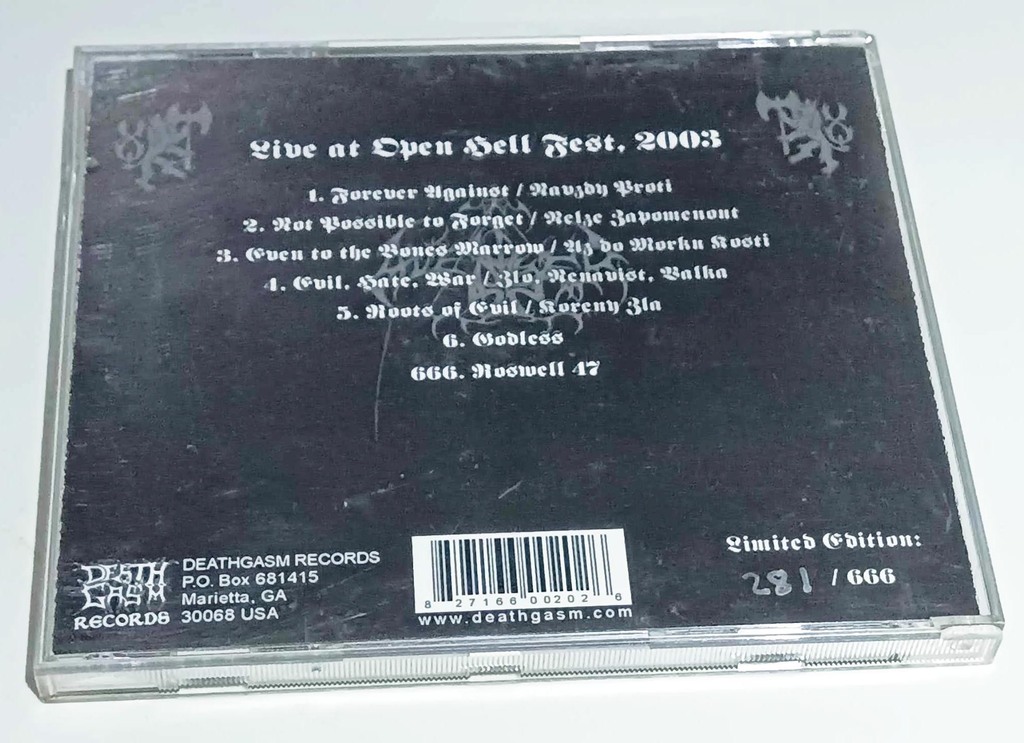 Live at Open Hell Fest, 2003
1. Forever Against / Navzdy Proti
2. Not Possible to Forget / Nelze Zapomenout
3. Even to the Bones Marrow / Az do Morku Kosti
4. Evil, Hate, War / Zlo, Nenavist, Valka
5. Roots of Evil / Koreny Zla
6. Godless
666. Roswell 47
DEATHGASM RECORDS
P.O. Box 681415
Marietta, GA
30068 USA
DEATH
GASM
RECORDS
8 27166 00202 6
www.deathgasm.com
Limited Edition:
281 / 666